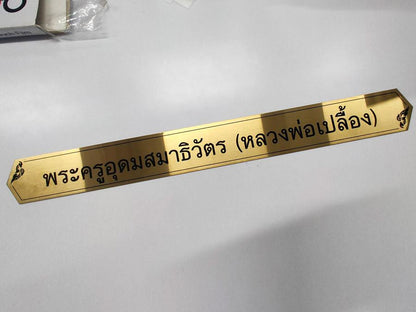 พระครูอุดมสมาธิวัตร (หลวงพ่อเปลื้อง)